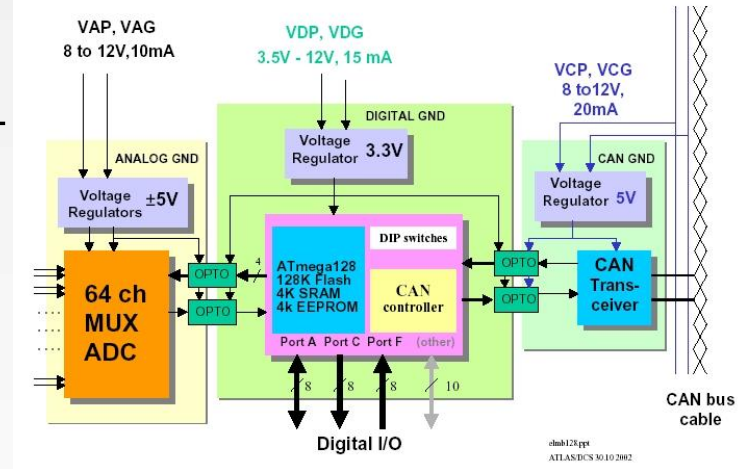 VAP, VAG
8 to 12V,10mA
VDP, VDG
3.5V - 12V, 15 mA
VCP, VCG
8 to12V,
20mA
DIGITAL GND
Voltage
Regulator 3.3V
ANALOG GND
Voltage
Regulators ±5V
CAN GND
Voltage
Regulator 5V
DIP switches
OPTO
4
OPTO
ATmega128
128K Flash
4K SRAM
4k EEPROM
CAN
controller
OPTO
OPTO
CAN
Trans-
ceiver
64 ch
MUX
ADC
Port A Port C Port F (other)
8 8 8 10
Digital I/O
CAN bus
cable
elmb128.ppt
ATLAS/DCS 30.10 2002